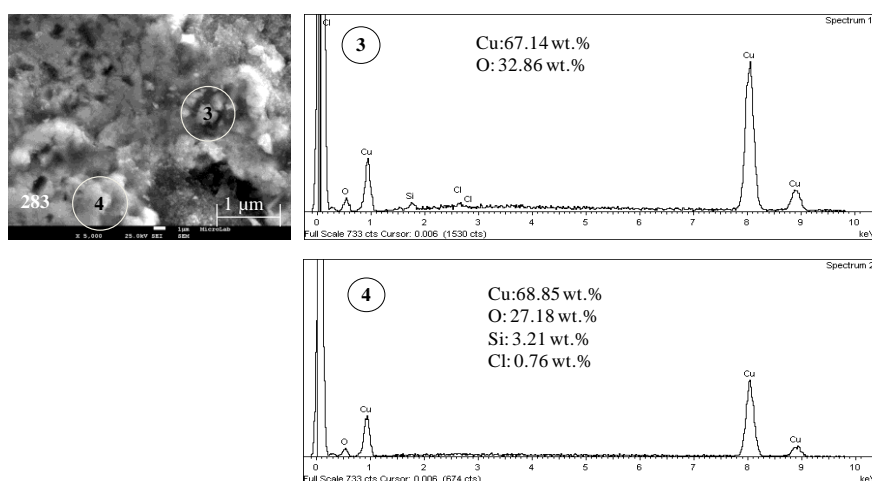 3
4
283
1 µm
X 5,000 25.0kV SEI 1µm SEM MicroLab
Spectrum 1
3
Cu:67.14 wt.%
O: 32.86 wt.%
Cl
O
Cu
Si
Cl
Cl
Cu
Cu
0 1 2 3 4 5 6 7 8 9 10
Full Scale 733 cts Cursor: 0.006 (1530 cts)
keV
Spectrum 2
4
Cu:68.85 wt.%
O: 27.18 wt.%
Si: 3.21 wt.%
Cl: 0.76 wt.%
O
Cu
Cu
Cu
0 1 2 3 4 5 6 7 8 9 10
Full Scale 733 cts Cursor: 0.006 (674 cts)
keV